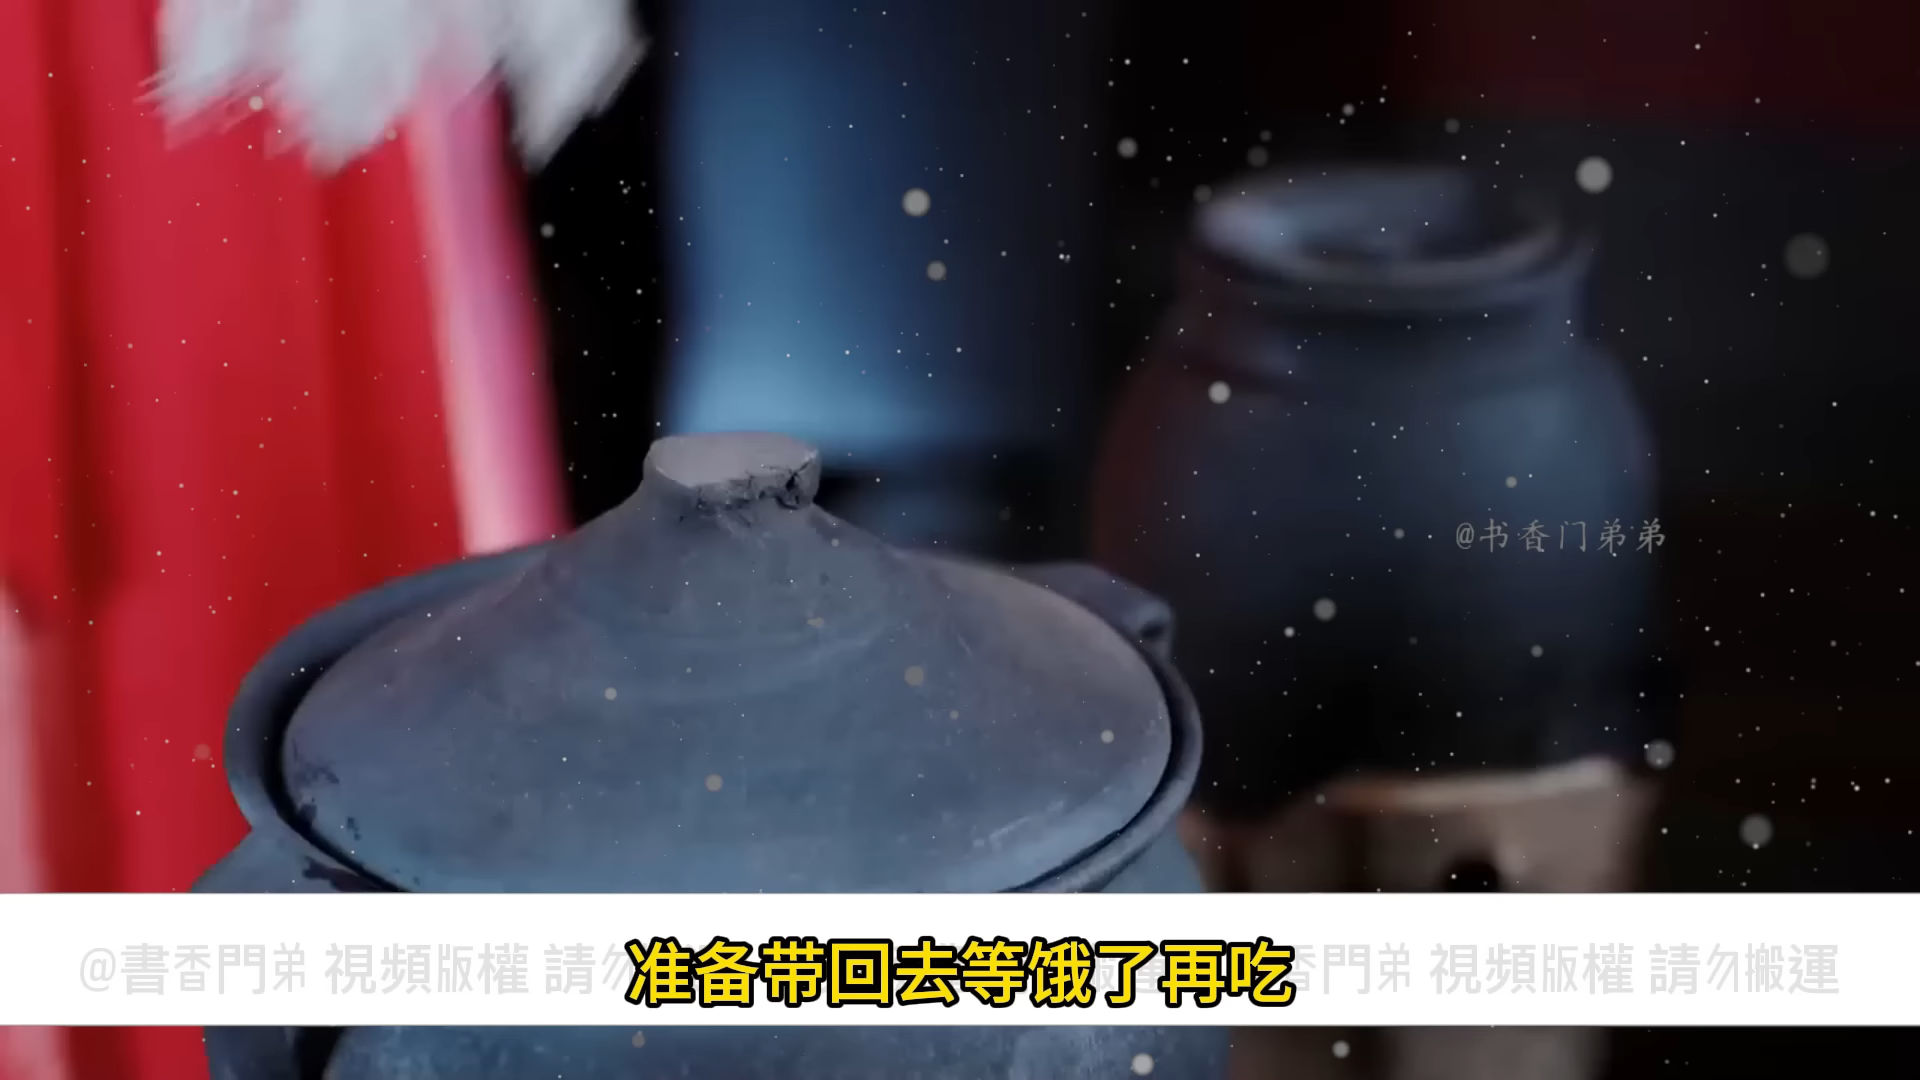 @书香门弟弟
@書香門弟 視頻版權 請勿
香門弟 視頻版權 請勿搬運
准备带回去等饿了再吃